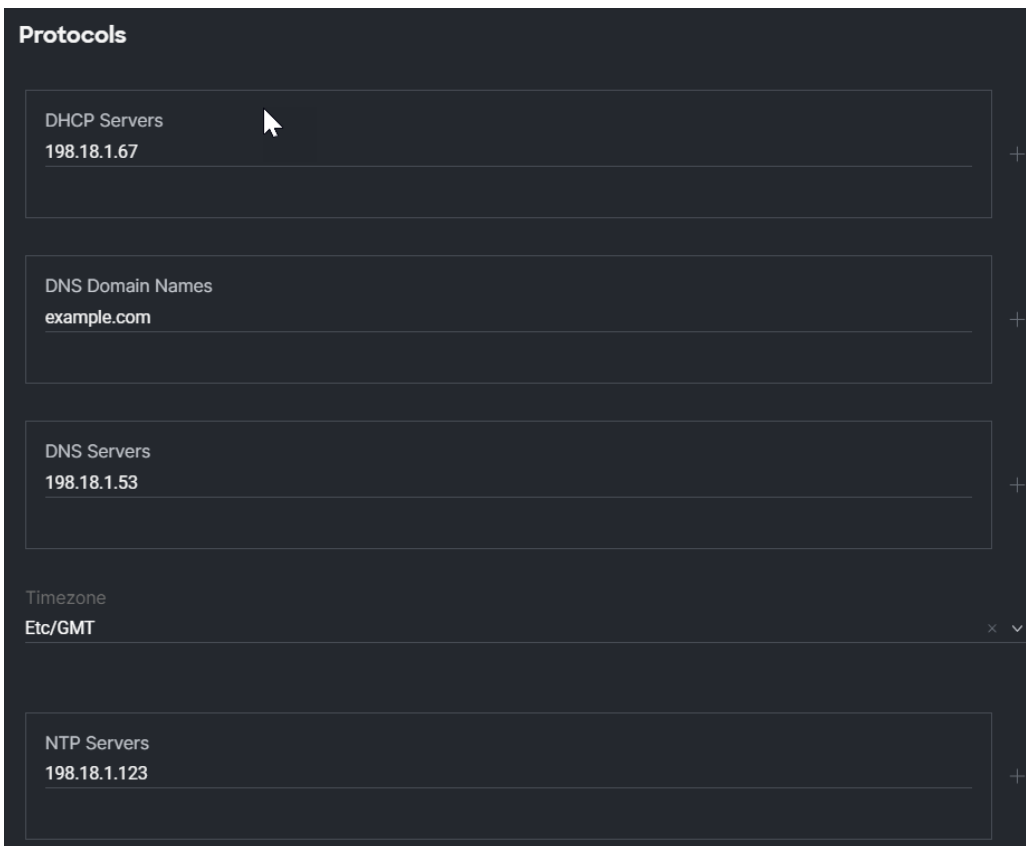 Protocols
DHCP Servers
198.18.1.67
DNS Domain Names
example.com
DNS Servers
198.18.1.53
Timezone
Etc/GMT
NTP Servers
198.18.1.123